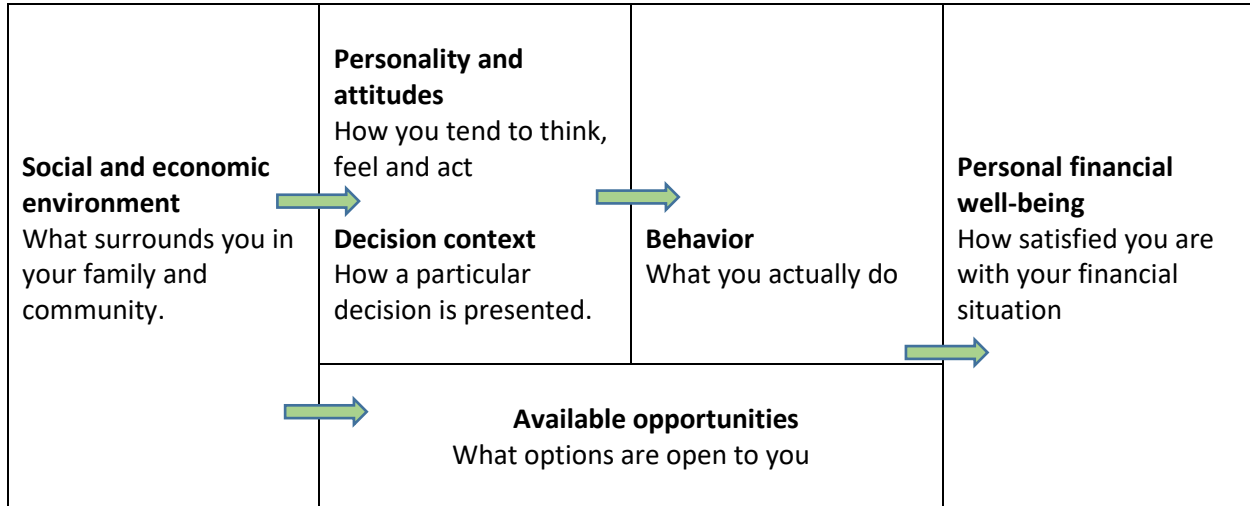 Social and economic
environment
What surrounds you in
your family and
community.
Personality and
attitudes
How you tend to think,
feel and act
Decision context
How a particular
decision is presented.
Behavior
What you actually do
Available opportunities
What options are open to you
Personal financial
well-being
How satisfied you are
with your financial
situation